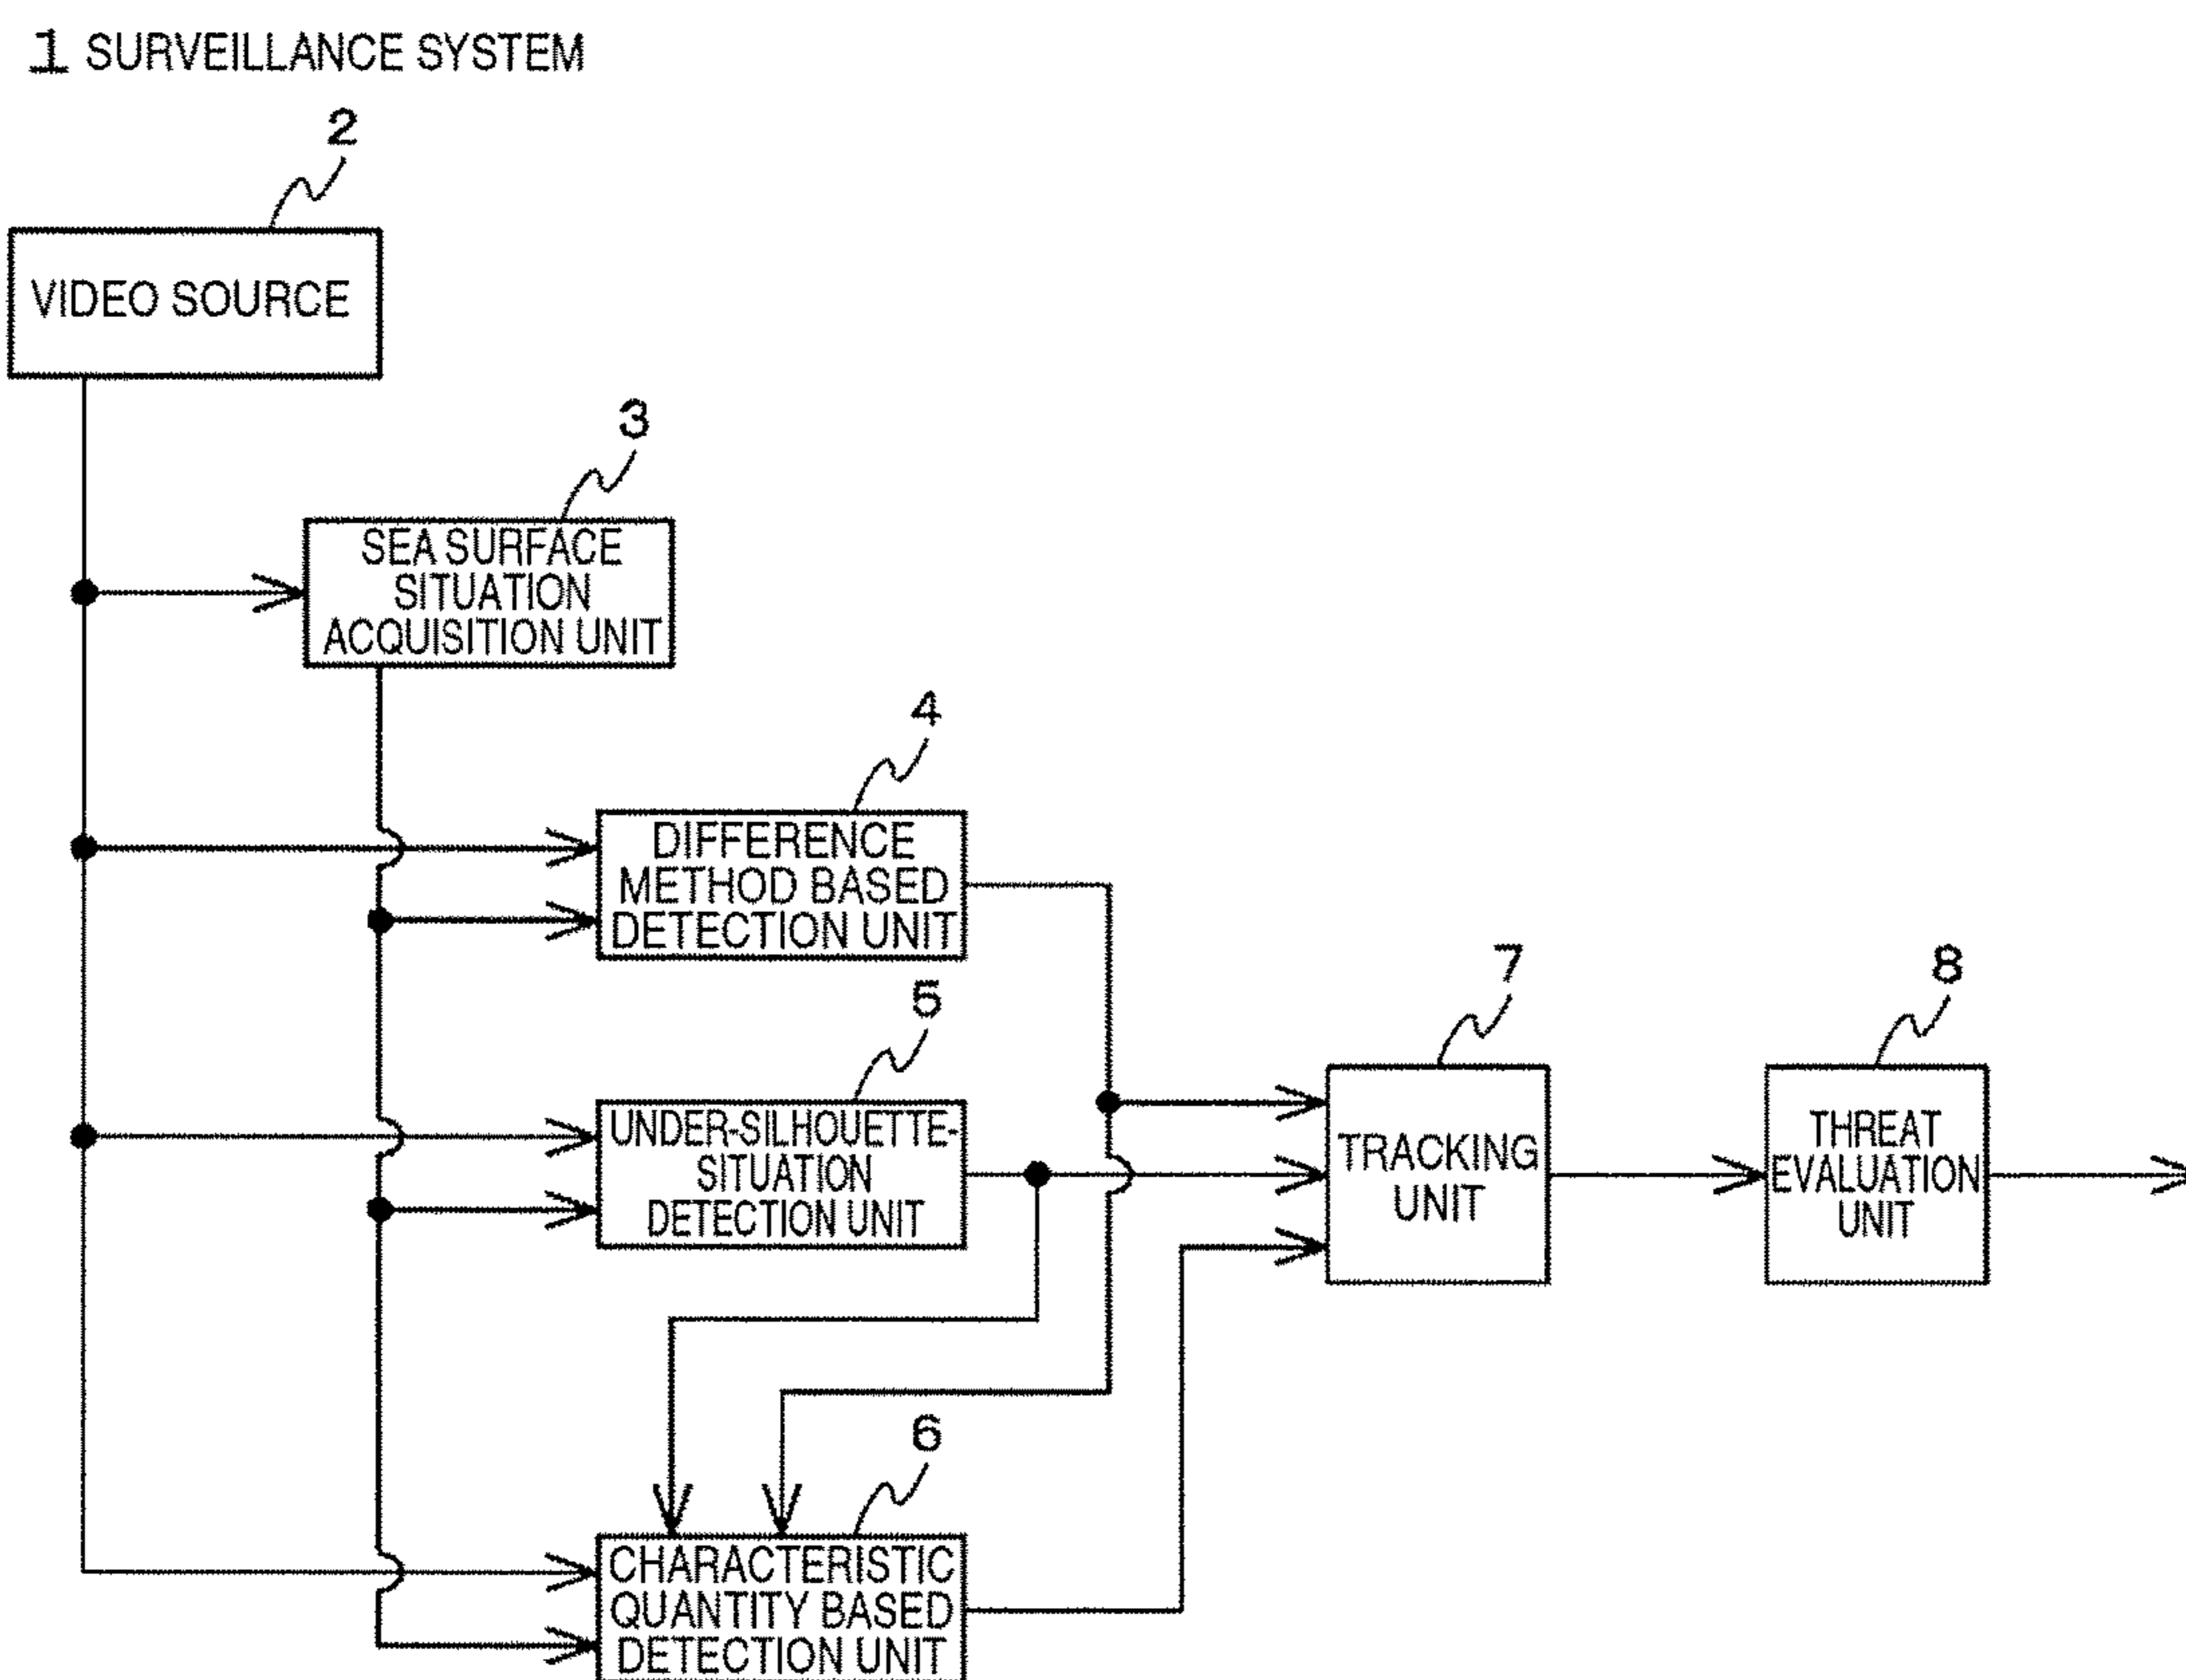 1 SURVEILLANCE SYSTEM
2
VIDEO SOURCE
3
SEA SURFACE
SITUATION
ACQUISITION UNIT
4
DIFFERENCE
METHOD BASED
DETECTION UNIT
5
UNDER-SILHOUETTE-
SITUATION
DETECTION UNIT
6
CHARACTERISTIC
QUANTITY BASED
DETECTION UNIT
7
TRACKING
UNIT
8
THREAT
EVALUATION
UNIT